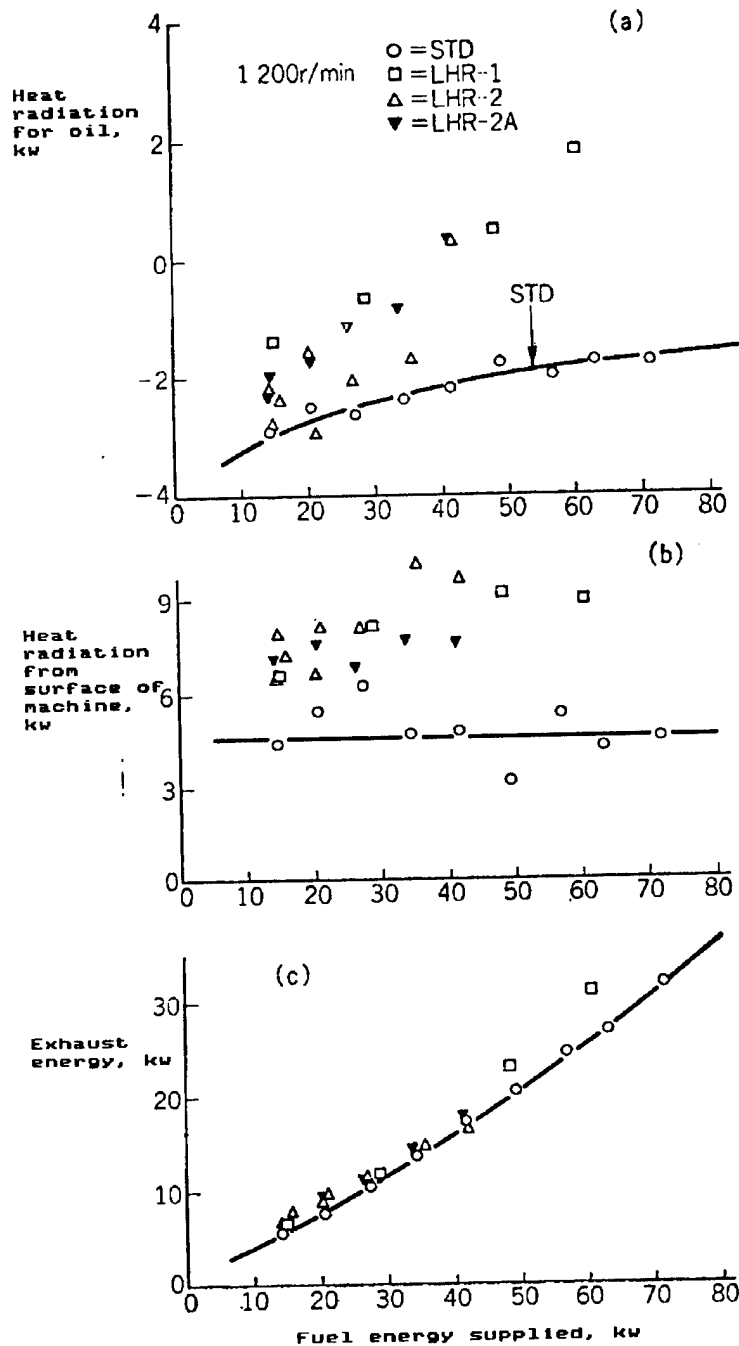 (a)
4
1 200r/min
○ = STD
□ = LHR-1
△ = LHR-2
▼ = LHR-2A
Heat
radiation
for oil,
kw
2
0
STD
−2
−4
0 10 20 30 40 50 60 70 80
(b)
9
Heat
radiation
from
surface of
machine,
kw
6
3
0
0 10 20 30 40 50 60 70 80
(c)
30
Exhaust
energy, kw
20
10
0
0 10 20 30 40 50 60 70 80
Fuel energy supplied, kw